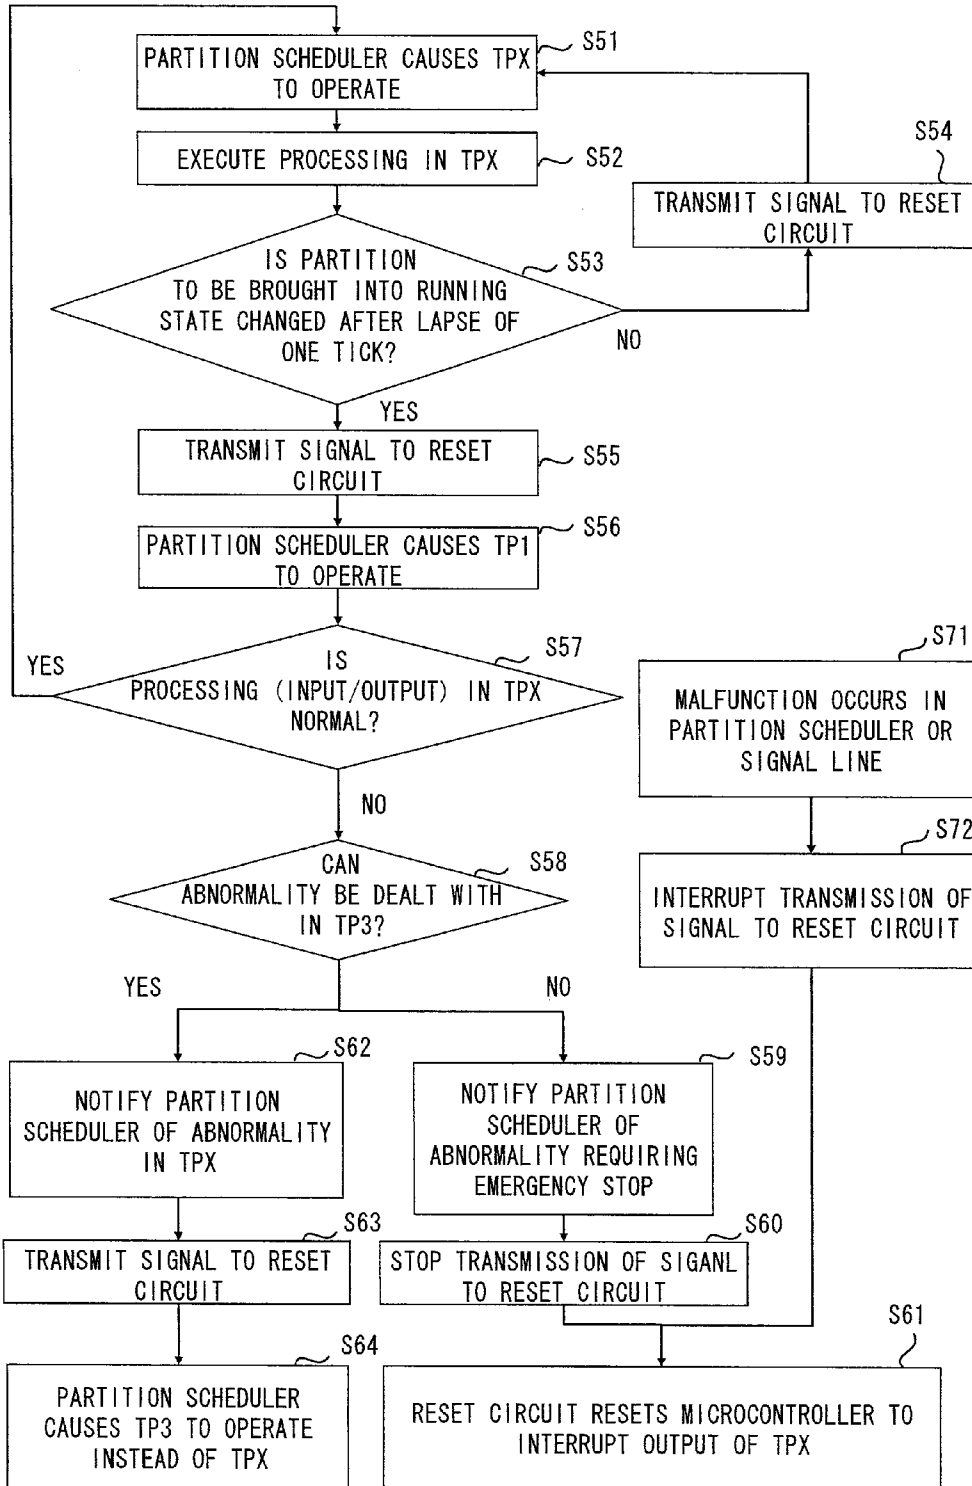 PARTITION SCHEDULER CAUSES TPX
TO OPERATE
S51
EXECUTE PROCESSING IN TPX
S52
S54
TRANSMIT SIGNAL TO RESET
CIRCUIT
IS PARTITION
TO BE BROUGHT INTO RUNNING
STATE CHANGED AFTER LAPSE OF
ONE TICK?
S53
NO
YES
TRANSMIT SIGNAL TO RESET
CIRCUIT
S55
PARTITION SCHEDULER CAUSES TP1
TO OPERATE
S56
IS
PROCESSING (INPUT/OUTPUT) IN TPX
NORMAL?
S57
YES
NO
S71
MALFUNCTION OCCURS IN
PARTITION SCHEDULER OR
SIGNAL LINE
S72
INTERRUPT TRANSMISSION OF
SIGNAL TO RESET CIRCUIT
CAN
ABNORMALITY BE DEALT WITH
IN TP3?
S58
YES
NO
S62
NOTIFY PARTITION
SCHEDULER OF ABNORMALITY
IN TPX
S59
NOTIFY PARTITION
SCHEDULER OF
ABNORMALITY REQUIRING
EMERGENCY STOP
S63
TRANSMIT SIGNAL TO RESET
CIRCUIT
S60
STOP TRANSMISSION OF SIGANL
TO RESET CIRCUIT
S64
PARTITION SCHEDULER
CAUSES TP3 TO OPERATE
INSTEAD OF TPX
S61
RESET CIRCUIT RESETS MICROCONTROLLER TO
INTERRUPT OUTPUT OF TPX